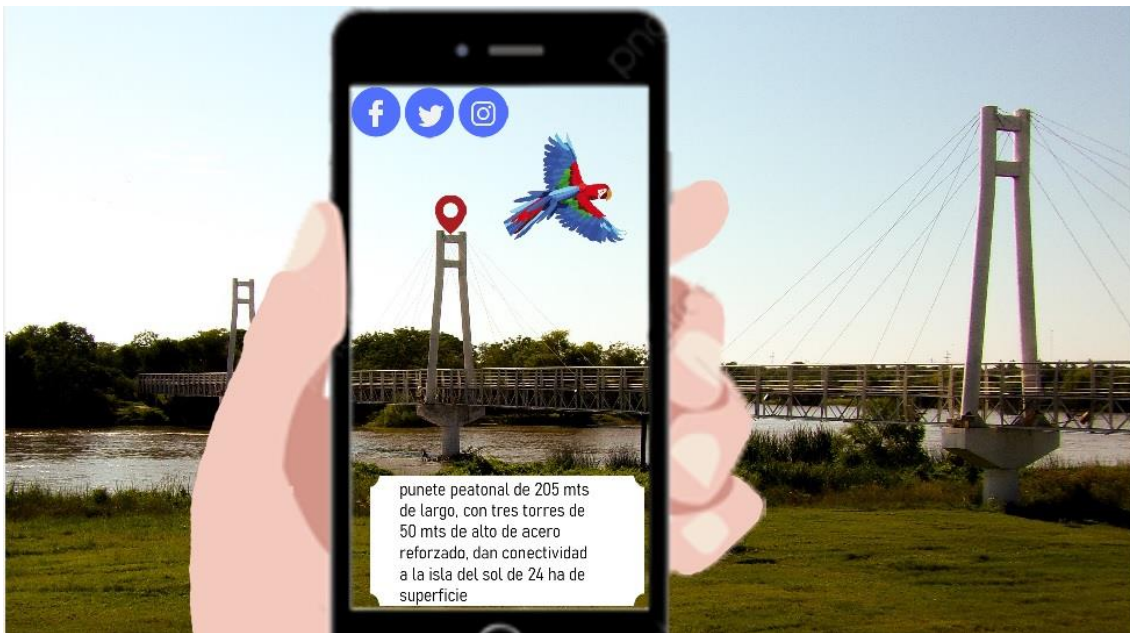 punete peatonal de 205 mts
de largo, con tres torres de
50 mts de alto de acero
reforzado, dan conectividad
a la isla del sol de 24 ha de
superficie